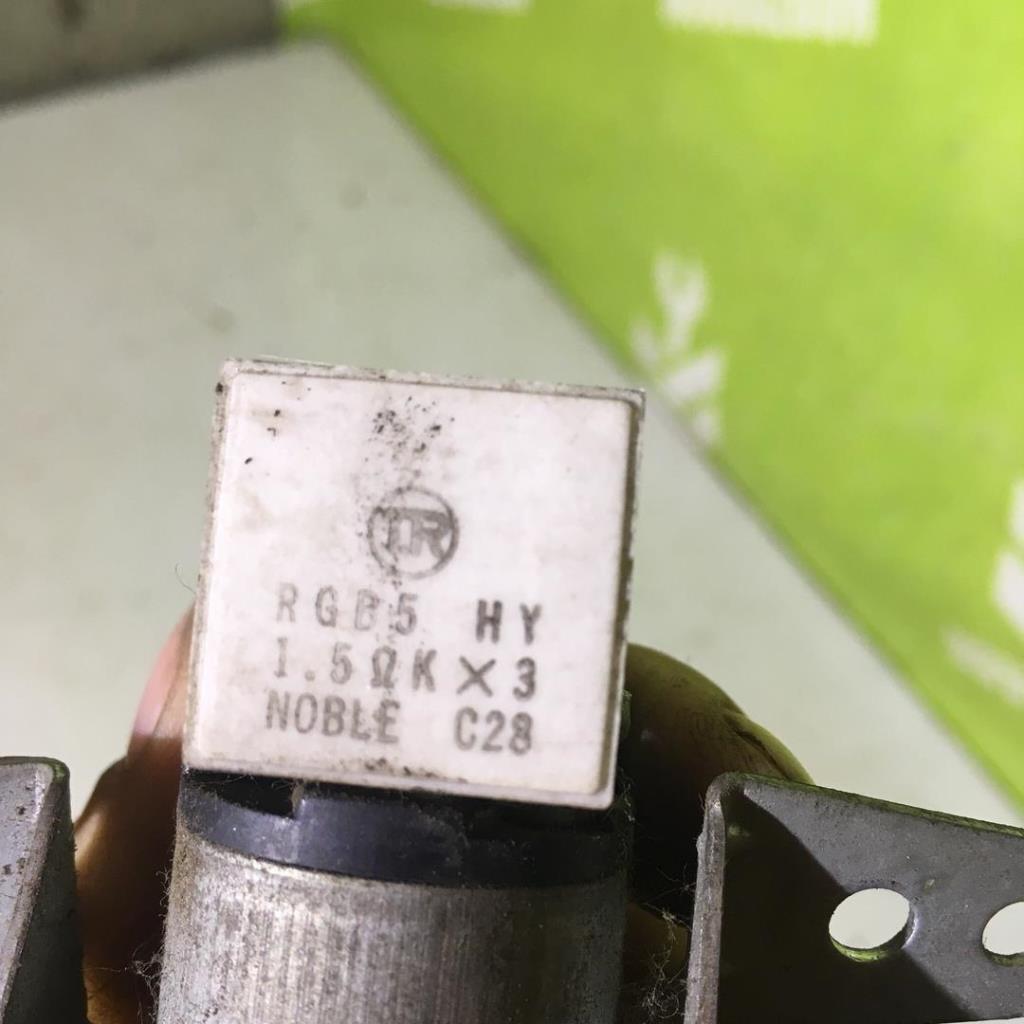 RGB5 HY
1.5ΩK×3
NOBLE C28